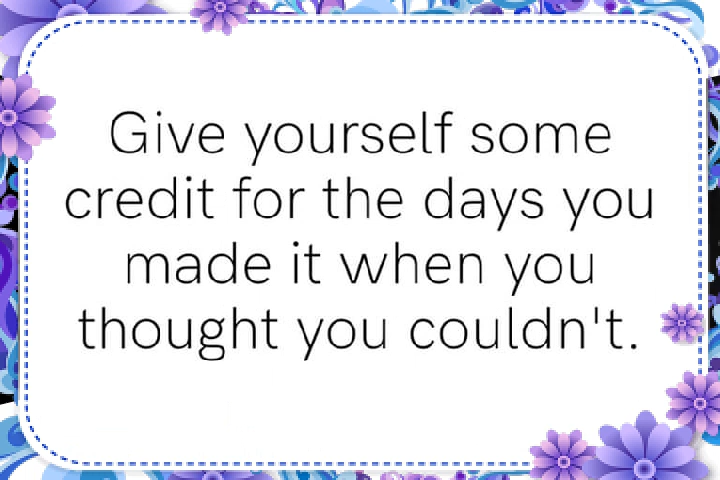 Give yourself some
credit for the days you
made it when you
thought you couldn't.